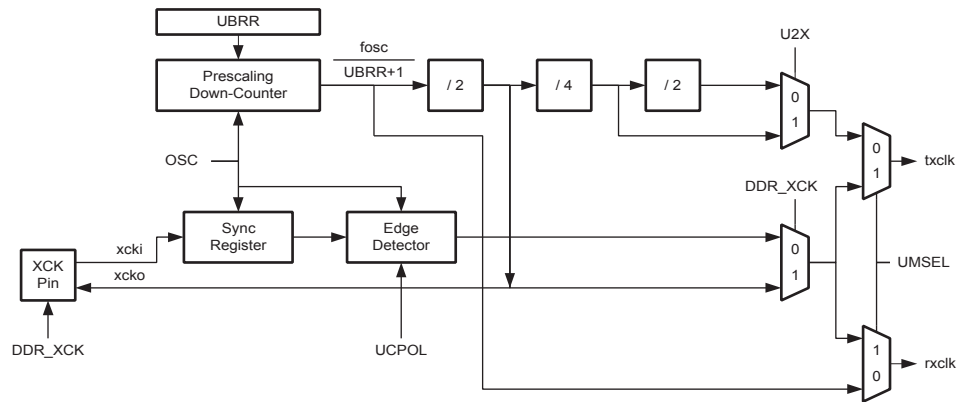 UBRR
U2X
fosc
UBRR+1
Prescaling
Down-Counter
/ 2
/ 4
/ 2
0
1
OSC
0
1
txclk
DDR_XCK
Sync
Register
Edge
Detector
0
1
xcki
XCK
Pin
xcko
UMSEL
DDR_XCK
UCPOL
1
0
rxclk